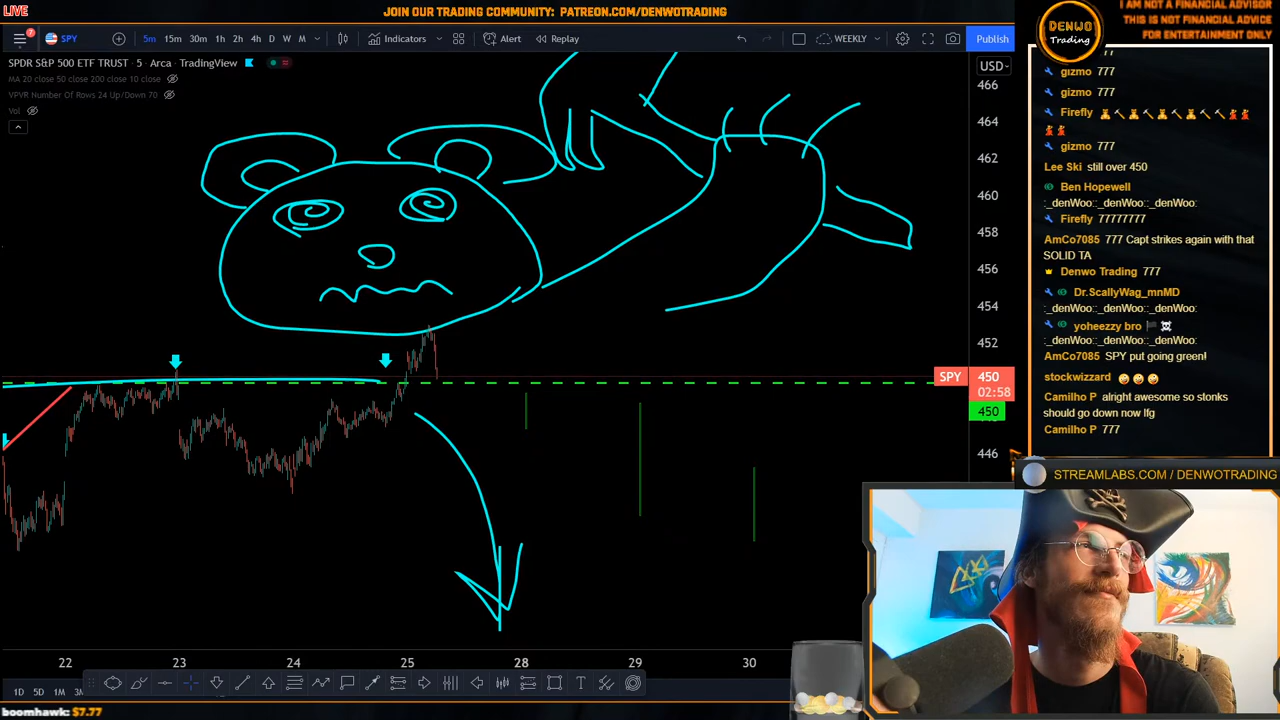 LIVE
JOIN OUR TRADING COMMUNITY: PATREON.COM/DENWOTRADING
7
SPY
5m 15m 30m 1h 2h 4h D W M
Indicators
Alert
Replay
WEEKLY
Publish
SPDR S&P 500 ETF TRUST · 5 · Arca · TradingView
MA 20 close 50 close 200 close 10 close
VPVR Number Of Rows 24 Up/Down 70
Vol
USD
466
464
462
460
458
456
454
452
SPY 450
02:58
450
446
22 23 24 25 28 29 30
1D 5D 1M 3M
boomhawk: $7.77
I AM NOT A FINANCIAL ADVISOR
THIS IS NOT FINANCIAL ADVICE
FOR ENTERTAINMENT ONLY
DENWO
Trading
gizmo 777
gizmo 777
Firefly
gizmo 777
Lee Ski still over 450
Ben Hopewell
:_denWoo::_denWoo::_denWoo:
Firefly 77777777
AmCo7085 777 Capt strikes again with that
SOLID TA
Denwo Trading 777
Dr.ScallyWag_mnMD
:_denWoo::_denWoo::_denWoo:
yoheezzy bro
:_denWoo::_denWoo::_denWoo:
AmCo7085 SPY put going green!
stockwizzard
Camilho P alright awesome so stonks
should go down now lfg
Camilho P 777
STREAMLABS.COM / DENWOTRADING